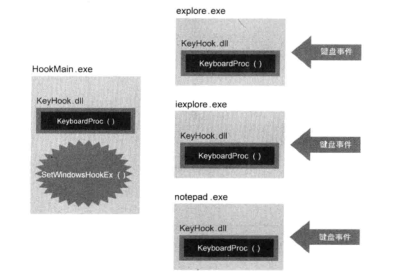 HookMain .exe
KeyHook .dll
KeyboardProc ( )
SetWindowsHookEx ( )
explore .exe
KeyHook .dll
KeyboardProc ( )
键盘事件
iexplore .exe
KeyHook .dll
KeyboardProc ( )
键盘事件
notepad .exe
KeyHook .dll
KeyboardProc ( )
键盘事件